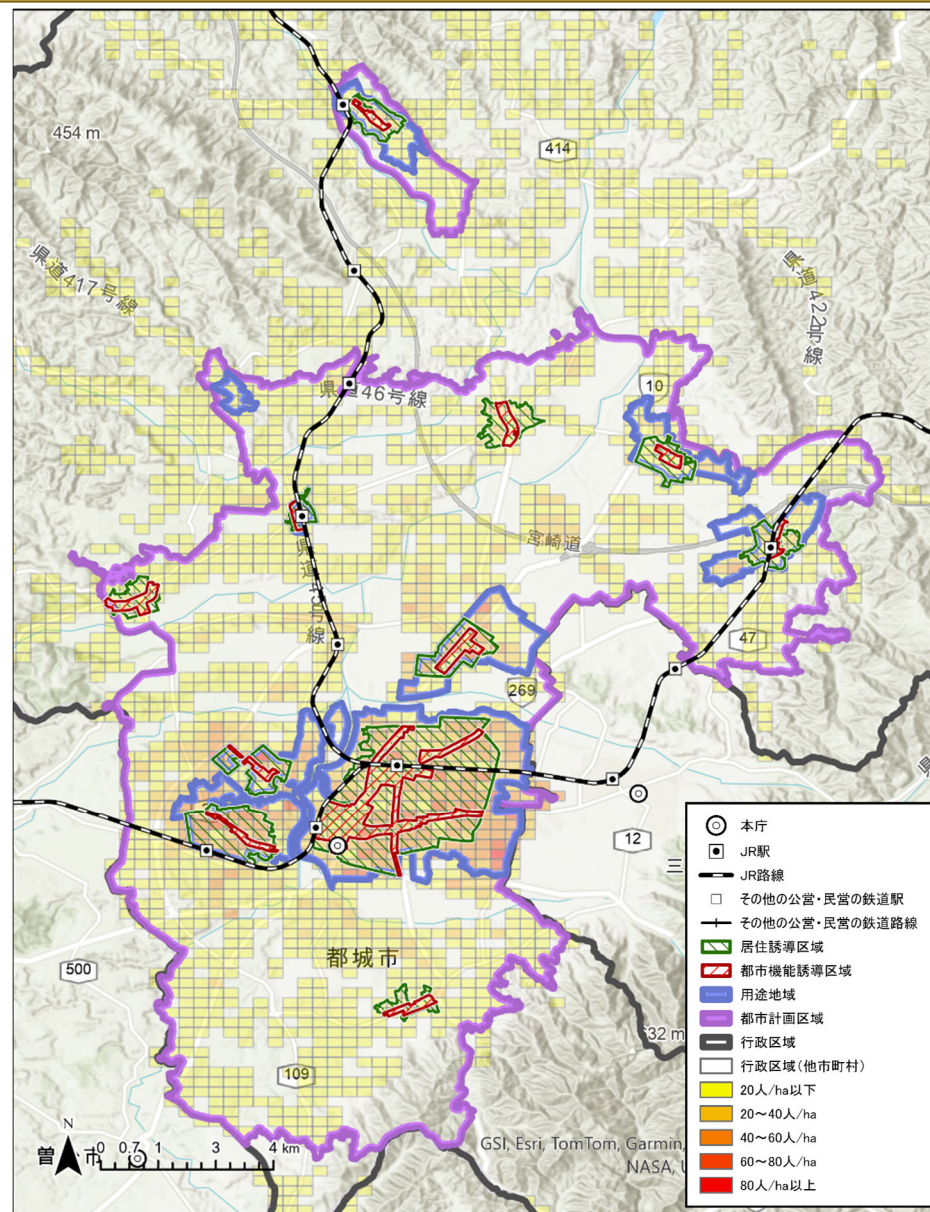 454 m
414
県道417号線
県道422号線
県道46号線
10
宮崎道
47
269
12
三
500
都城市
632 m
109
N
0 0.7 1 3 4 km
GSI, Esri, TomTom, Garmin,
NASA, U
本庁
JR駅
JR路線
その他の公営・民営の鉄道駅
その他の公営・民営の鉄道路線
居住誘導区域
都市機能誘導区域
用途地域
都市計画区域
行政区域
行政区域(他市町村)
20人/ha以下
20～40人/ha
40～60人/ha
60～80人/ha
80人/ha以上